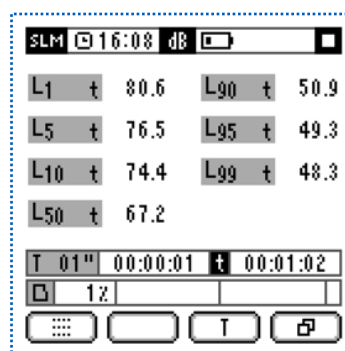 SLM 16:08 dB
L1 t 80.6 L90 t 50.9
L5 t 76.5 L95 t 49.3
L10 t 74.4 L99 t 48.3
L50 t 67.2
T 01" 00:00:01 t 00:01:02
1%
T